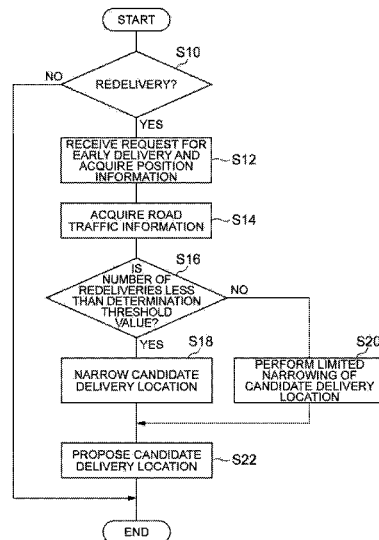 START
S10
NO
REDELIVERY?
YES
RECEIVE REQUEST FOR
EARLY DELIVERY AND
ACQUIRE POSITION
INFORMATION
S12
ACQUIRE ROAD
TRAFFIC INFORMATION
S14
S16
IS
NUMBER OF
REDELIVERIES LESS
THAN DETERMINATION
THRESHOLD
VALUE?
NO
YES
S18
S20
NARROW CANDIDATE
DELIVERY LOCATION
PERFORM LIMITED
NARROWING OF
CANDIDATE DELIVERY
LOCATION
PROPOSE CANDIDATE
DELIVERY LOCATION
S22
END